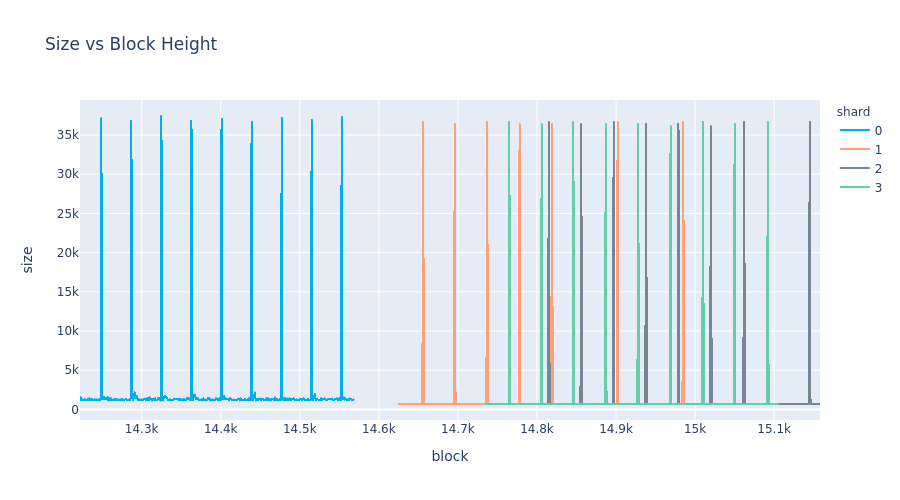 Size vs Block Height
shard
0
1
2
3
35k
30k
25k
20k
15k
10k
5k
0
size
14.3k
14.4k
14.5k
14.6k
14.7k
14.8k
14.9k
15k
15.1k
block